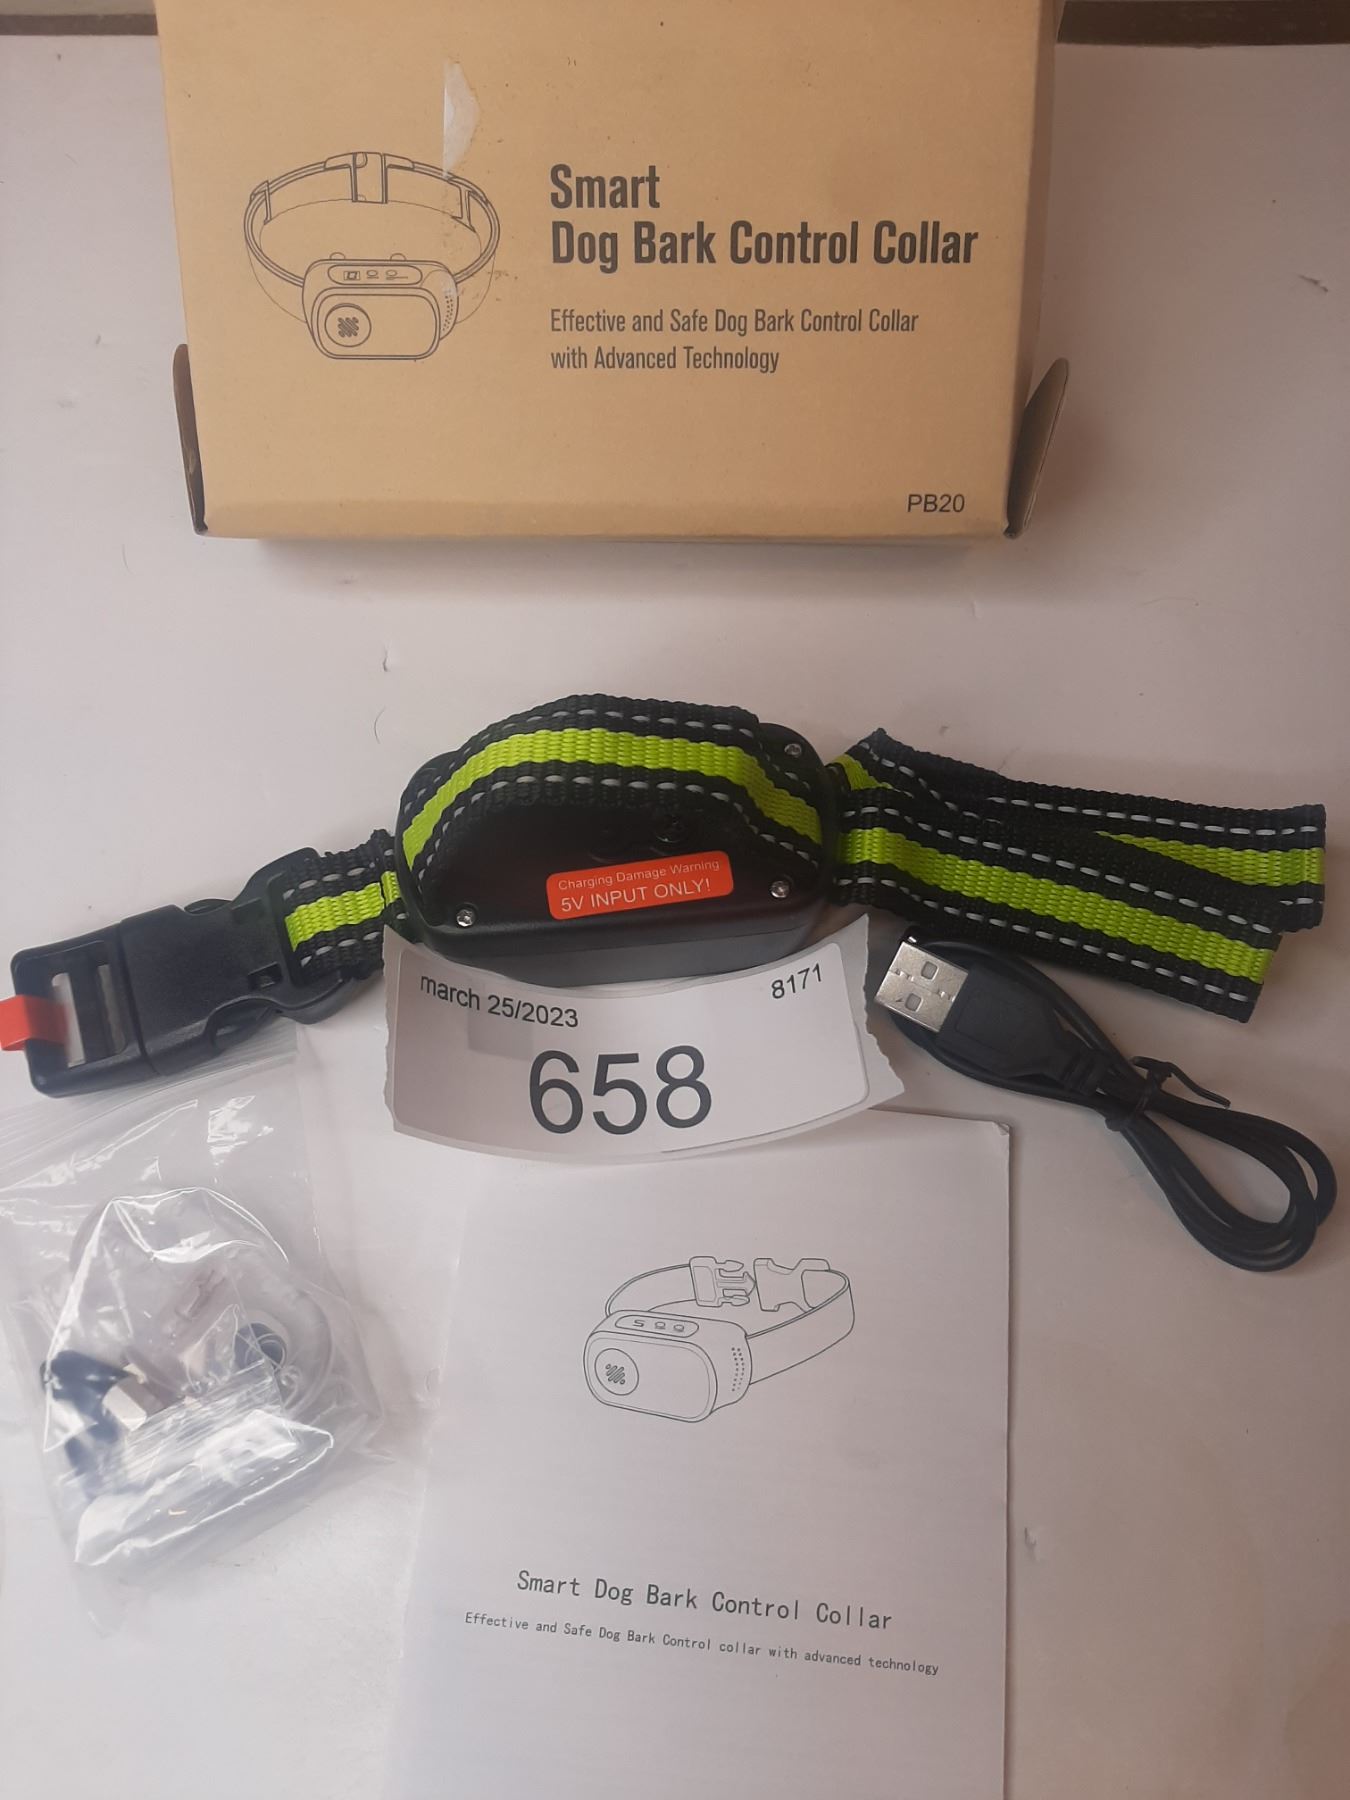 Smart
Dog Bark Control Collar
Effective and Safe Dog Bark Control Collar
with Advanced Technology
PB20
Charging Damage Warning
5V INPUT ONLY!
march 25/2023
8171
658
Smart Dog Bark Control Collar
Effective and Safe Dog Bark Control collar with advanced technology